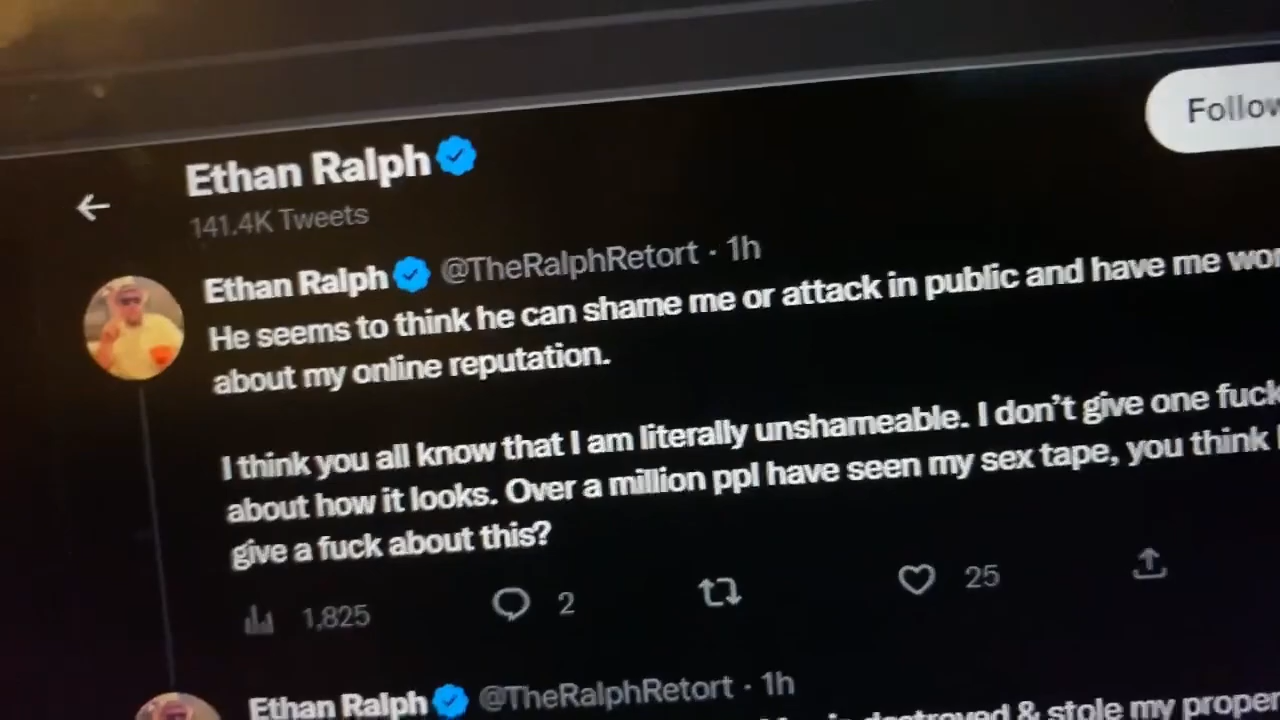 Follow
Ethan Ralph
141.4K Tweets
Ethan Ralph @TheRalphRetort · 1h
He seems to think he can shame me or attack in public and have me
about my online reputation.
I think you all know that I am literally unshameable. I don't give one fuck
about how it looks. Over a million ppl have seen my sex tape, you think
give a fuck about this?
1,825 2 25
Ethan Ralph @TheRalphRetort · 1h
destroyed & stole my